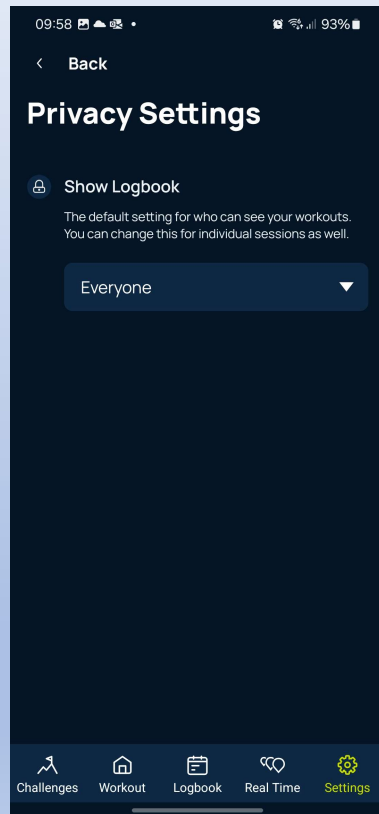 09:58
93%
Back
Privacy Settings
Show Logbook
The default setting for who can see your workouts.
You can change this for individual sessions as well.
Everyone
Challenges Workout Logbook Real Time Settings